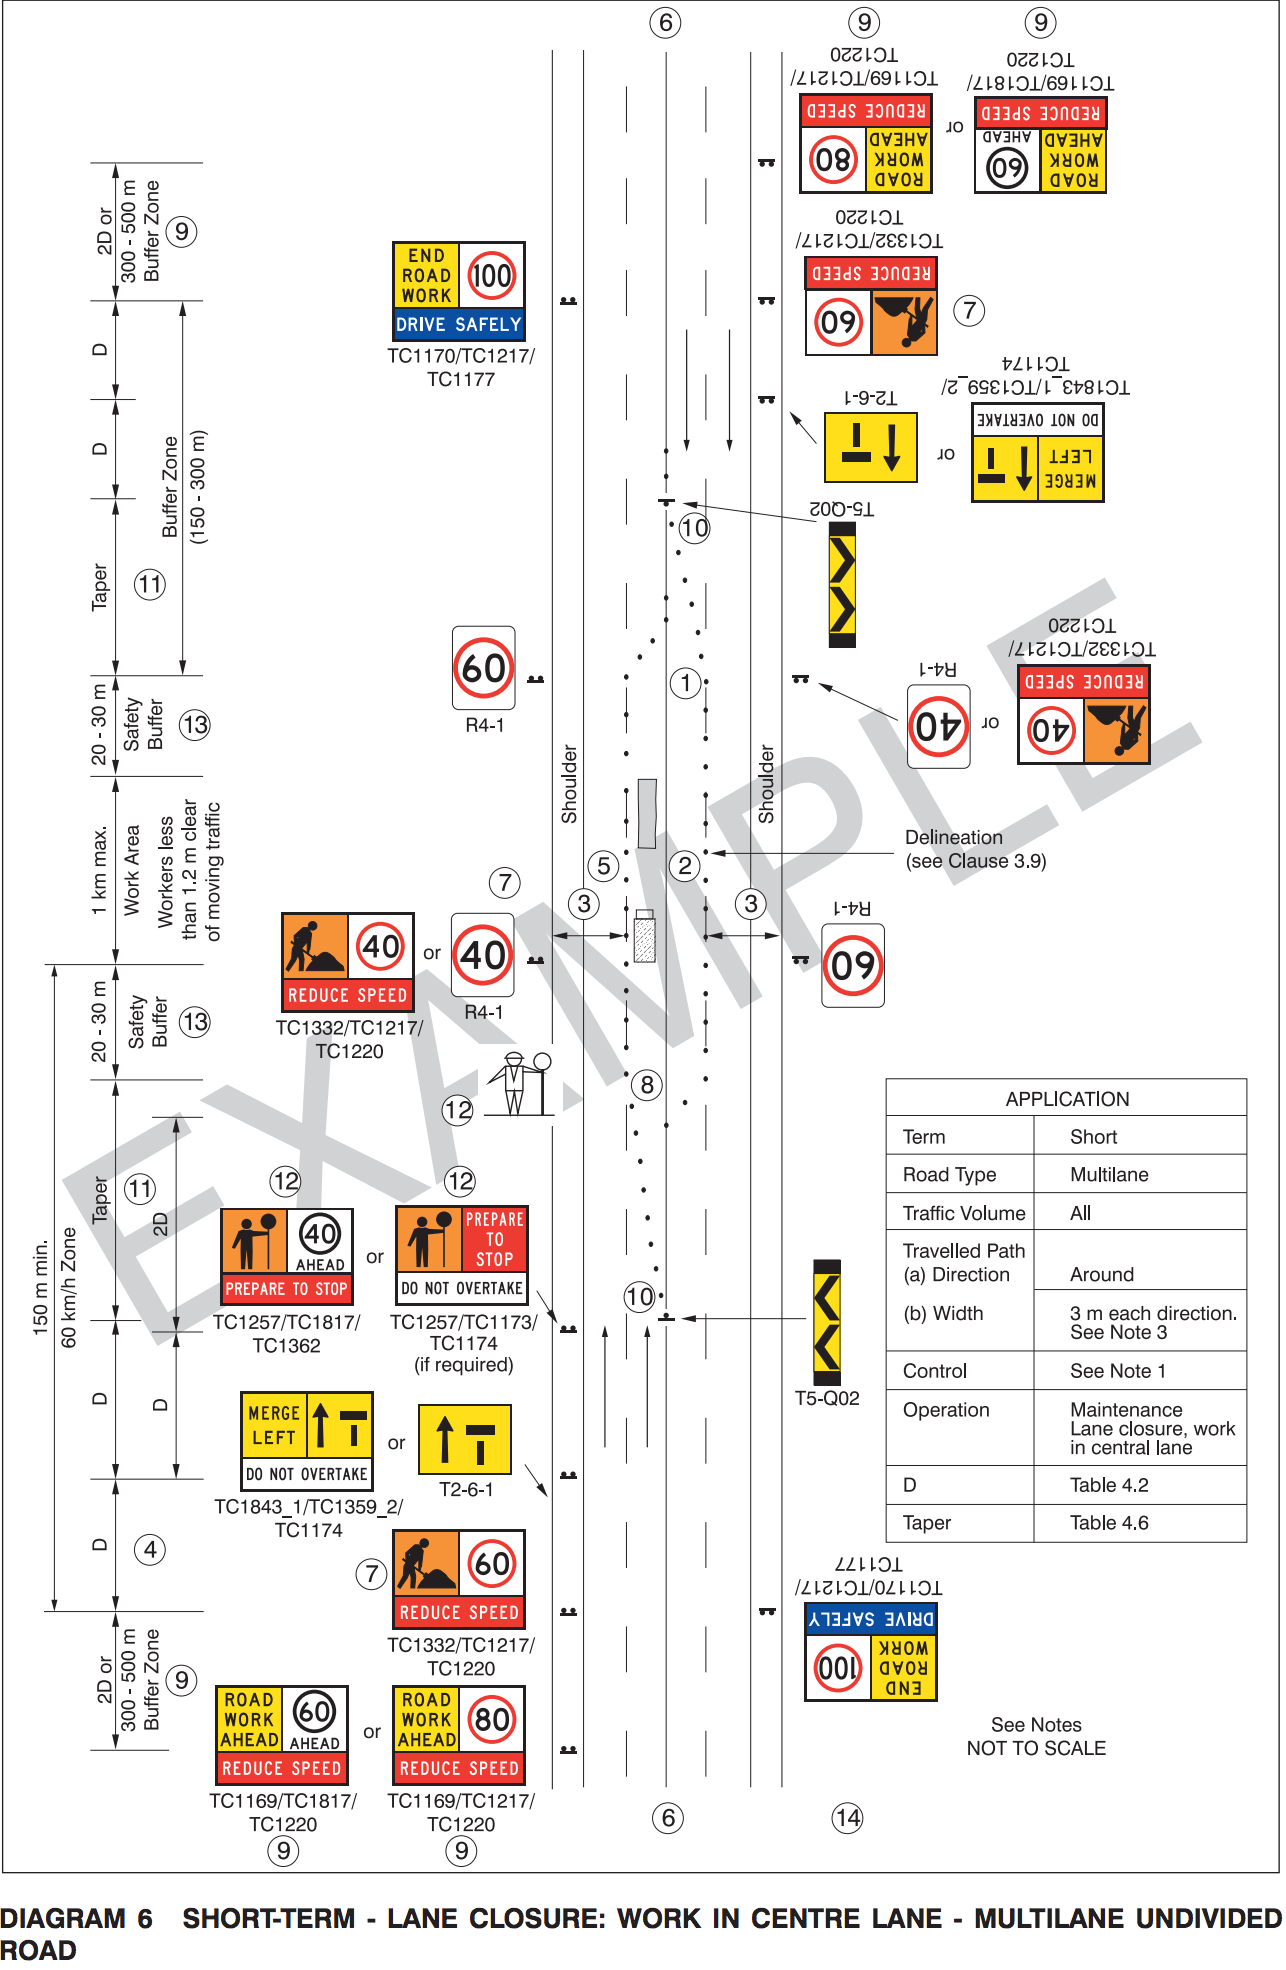 6
9
9
TC1169/TC1217/
TC1220
REDUCE SPEED
ROAD
WORK
AHEAD
80
or
TC1169/TC1817/
TC1220
REDUCE SPEED
ROAD
WORK
AHEAD
60
AHEAD
2D or
300 - 500 m
Buffer Zone
9
END
ROAD
WORK
100
DRIVE SAFELY
TC1170/TC1217/
TC1177
TC1332/TC1217/
TC1220
REDUCE SPEED
60
7
D
D
Buffer Zone
(150 - 300 m)
T2-6-1
or
TC1843_1/TC1359_2/
TC1174
DO NOT OVERTAKE
MERGE
LEFT
T5-Q02
10
Taper
11
60
R4-1
1
TC1332/TC1217/
TC1220
REDUCE SPEED
40
or
R4-1
40
20 - 30 m
Safety
Buffer
13
Shoulder
Shoulder
1 km max.
Work Area
Workers less
than 1.2 m clear
of moving traffic
Delineation
(see Clause 3.9)
5
2
7
3
3
R4-1
60
40
REDUCE SPEED
TC1332/TC1217/
TC1220
or
40
R4-1
20 - 30 m
Safety
Buffer
13
EXAMPLE
8
12
150 m min.
60 km/h Zone
Taper
11
2D
12
40
AHEAD
PREPARE TO STOP
TC1257/TC1817/
TC1362
or
12
PREPARE
TO
STOP
DO NOT OVERTAKE
TC1257/TC1173/
TC1174
(if required)
10
T5-Q02
D
D
MERGE
LEFT
DO NOT OVERTAKE
TC1843_1/TC1359_2/
TC1174
or
T2-6-1
D
4
7
60
REDUCE SPEED
TC1332/TC1217/
TC1220
APPLICATION
Term Short
Road Type Multilane
Traffic Volume All
Travelled Path
(a) Direction Around
(b) Width 3 m each direction.
See Note 3
Control See Note 1
Operation Maintenance
Lane closure, work
in central lane
D Table 4.2
Taper Table 4.6
TC1170/TC1217/
TC1177
DRIVE SAFELY
END
ROAD
WORK
100
2D or
300 - 500 m
Buffer Zone
9
ROAD
WORK
AHEAD
60
AHEAD
REDUCE SPEED
TC1169/TC1817/
TC1220
9
or
ROAD
WORK
AHEAD
80
REDUCE SPEED
TC1169/TC1217/
TC1220
9
6
14
See Notes
NOT TO SCALE
DIAGRAM 6 SHORT-TERM - LANE CLOSURE: WORK IN CENTRE LANE - MULTILANE UNDIVIDED
ROAD